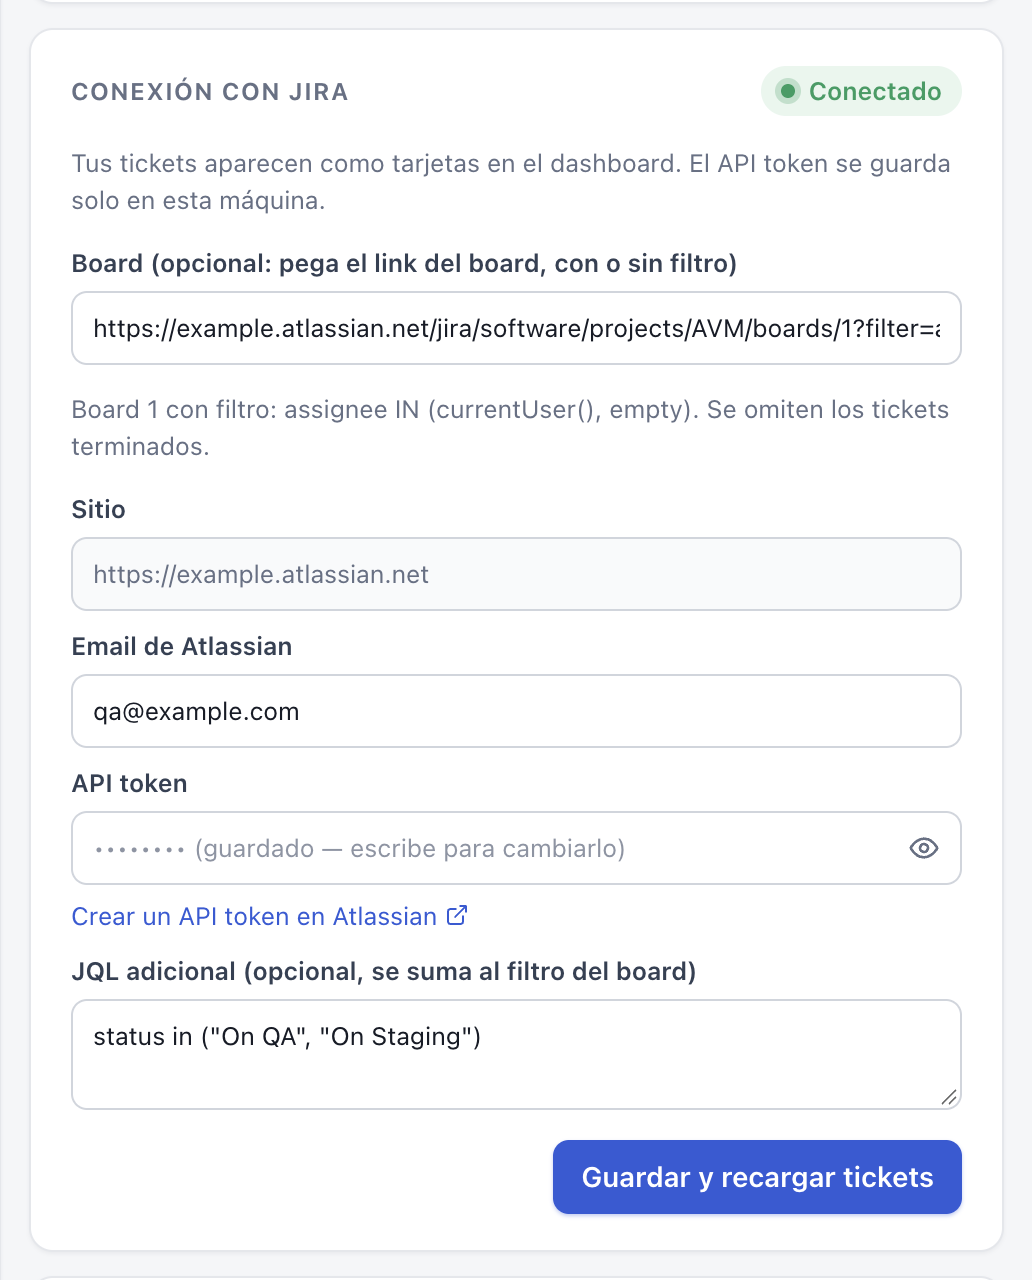 CONEXIÓN CON JIRA
Conectado
Tus tickets aparecen como tarjetas en el dashboard. El API token se guarda
solo en esta máquina.
Board (opcional: pega el link del board, con o sin filtro)
https://example.atlassian.net/jira/software/projects/AVM/boards/1?filter=a
Board 1 con filtro: assignee IN (currentUser(), empty). Se omiten los tickets
terminados.
Sitio
https://example.atlassian.net
Email de Atlassian
qa@example.com
API token
•••••••• (guardado — escribe para cambiarlo)
Crear un API token en Atlassian
JQL adicional (opcional, se suma al filtro del board)
status in ("On QA", "On Staging")
Guardar y recargar tickets